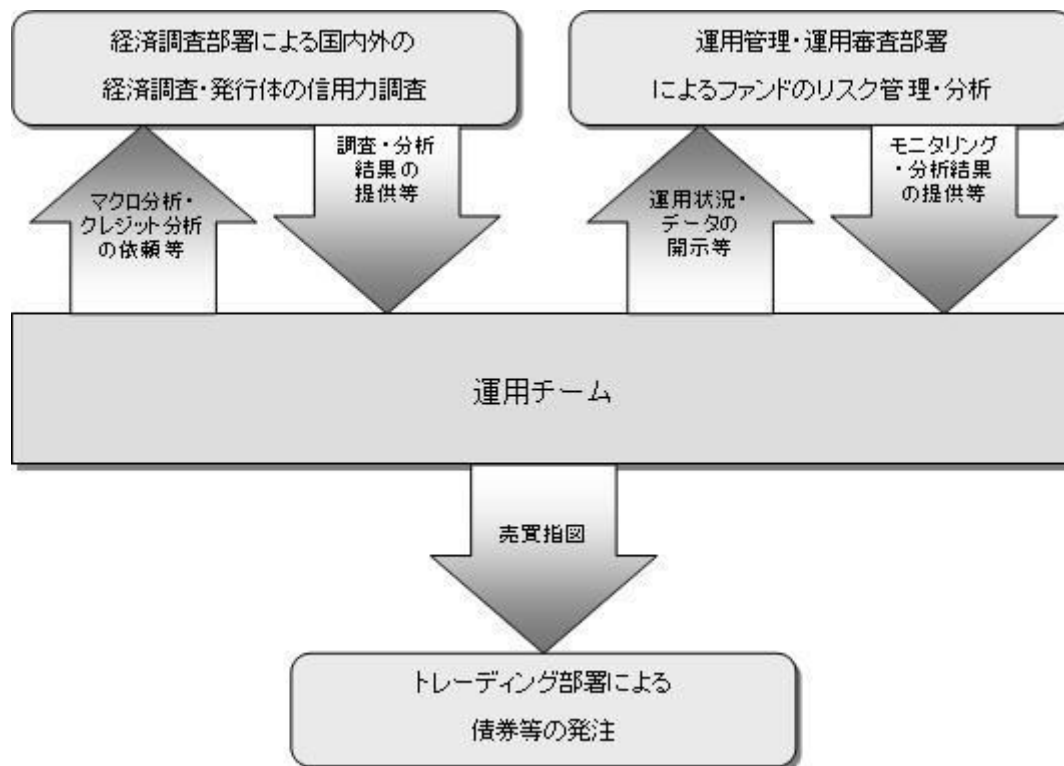 経済調査部署による国内外の
経済調査・発行体の信用力調査
運用管理・運用審査部署
によるファンドのリスク管理・分析
マクロ分析・
クレジット分析
の依頼等
調査・分析
結果の
提供等
運用状況・
データの
開示等
モニタリング
・分析結果
の提供等
運用チーム
売買指図
トレーディング部署による
債券等の発注